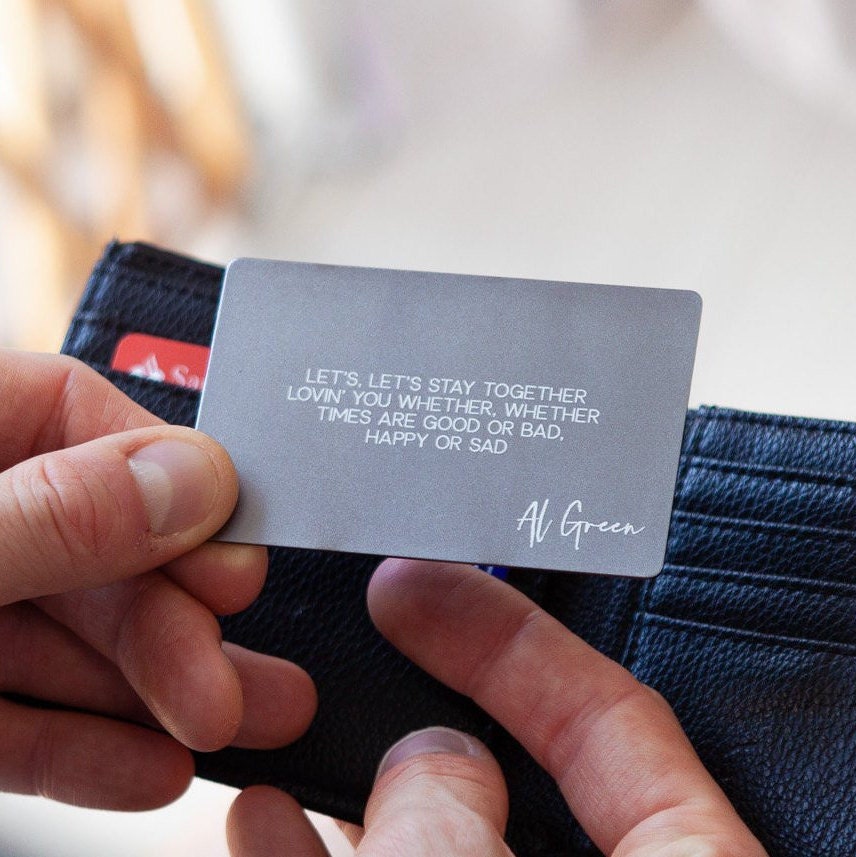 LET'S, LET'S STAY TOGETHER
LOVIN' YOU WHETHER, WHETHER
TIMES ARE GOOD OR BAD,
HAPPY OR SAD
Al Green